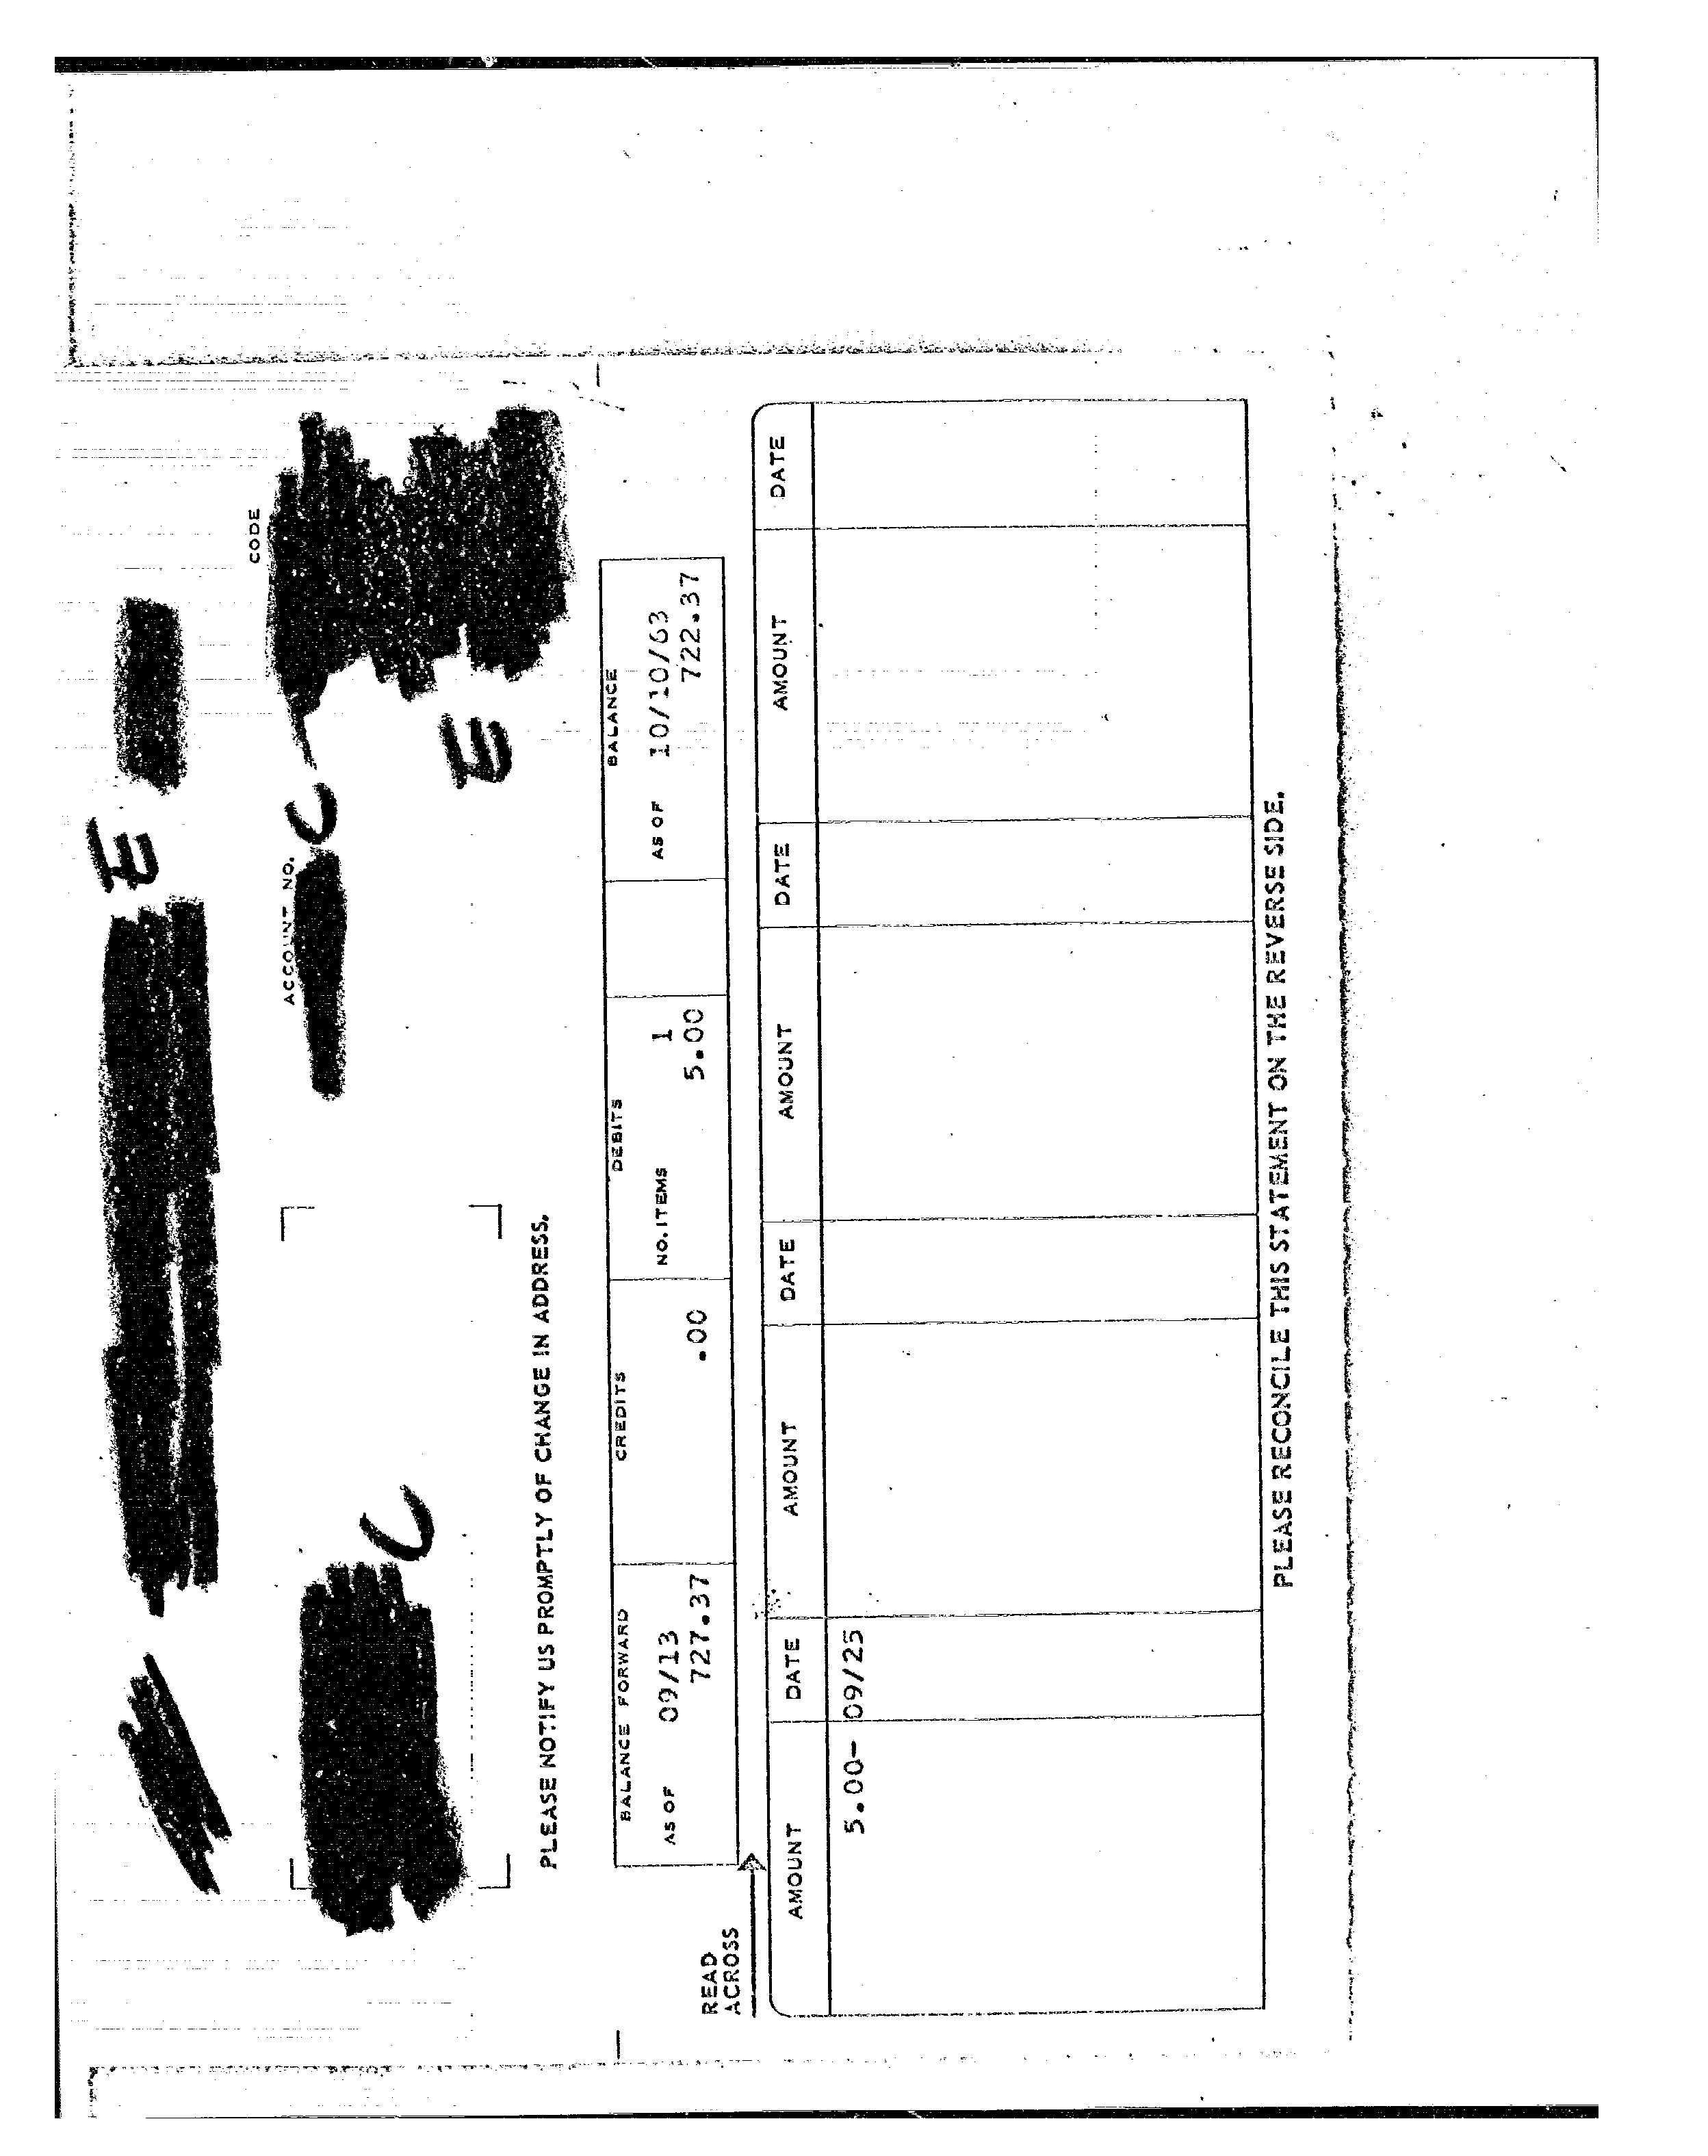 E
CODE
ACCOUNT NO.
C
E
C
PLEASE NOTIFY US PROMPTLY OF CHANGE IN ADDRESS.
BALANCE FORWARD CREDITS DEBITS BALANCE
AS OF 09/13 NO. ITEMS 1 AS OF 10/10/63
727.37 .00 5.00 722.37
READ
ACROSS
AMOUNT DATE AMOUNT DATE AMOUNT DATE AMOUNT DATE
5.00- 09/25
PLEASE RECONCILE THIS STATEMENT ON THE REVERSE SIDE.